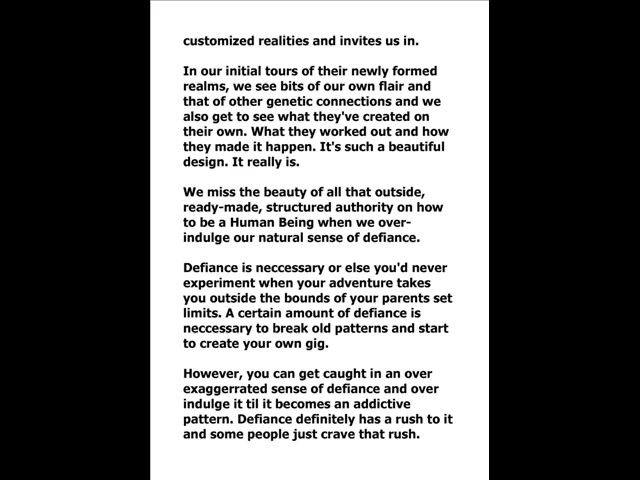 customized realities and invites us in.
In our initial tours of their newly formed
realms, we see bits of our own flair and
that of other genetic connections and we
also get to see what they've created on
their own. What they worked out and how
they made it happen. It's such a beautiful
design. It really is.
We miss the beauty of all that outside,
ready-made, structured authority on how
to be a Human Being when we over-
indulge our natural sense of defiance.
Defiance is neccessary or else you'd never
experiment when your adventure takes
you outside the bounds of your parents set
limits. A certain amount of defiance is
neccessary to break old patterns and start
to create your own gig.
However, you can get caught in an over
exaggerrated sense of defiance and over
indulge it til it becomes an addictive
pattern. Defiance definitely has a rush to it
and some people just crave that rush.